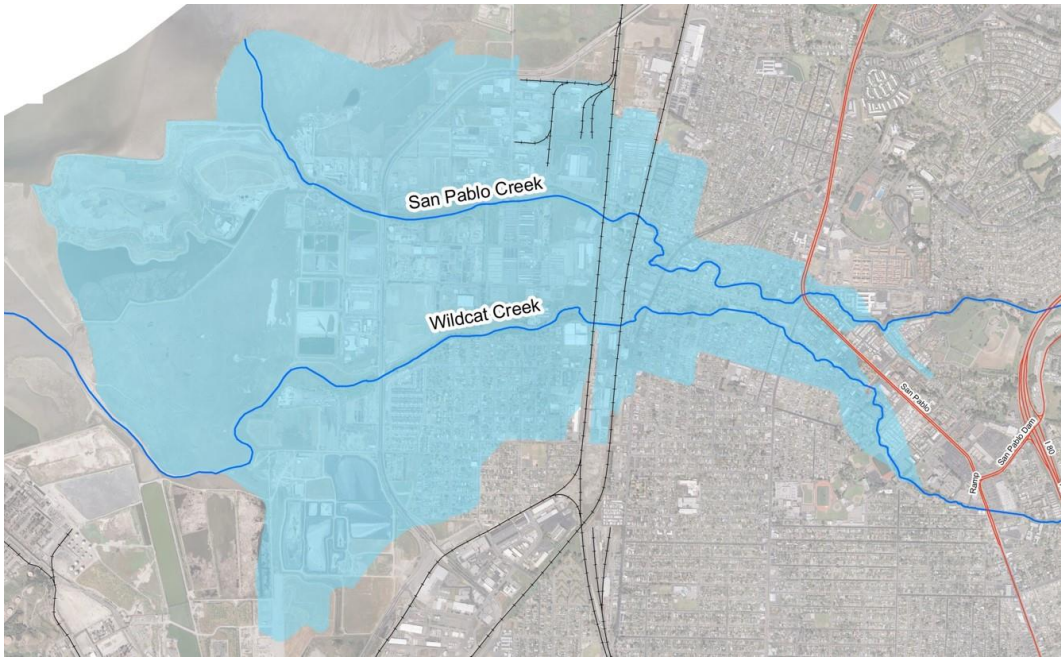 San Pablo Creek
Wildcat Creek
San Pablo
San Pablo Dam
I 80
Ramp